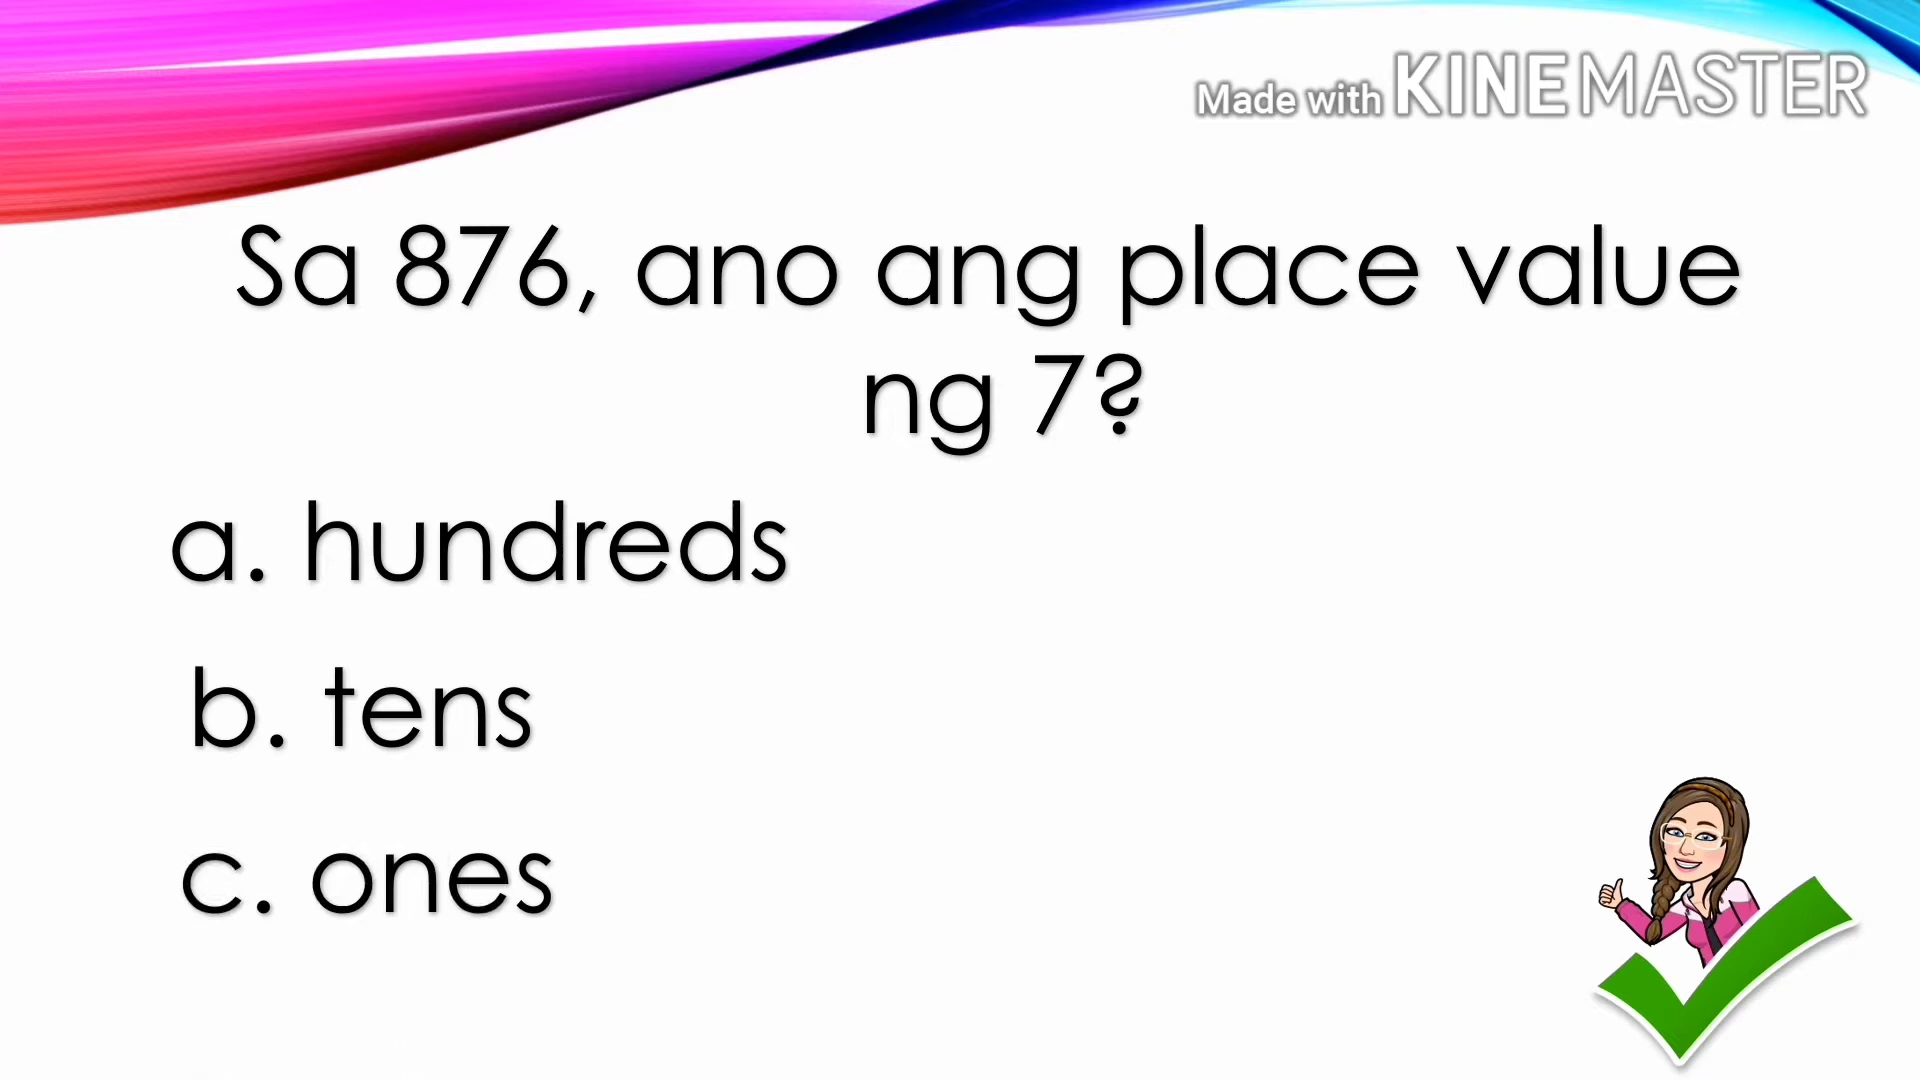 Made with KINEMASTER
Sa 876, ano ang place value
ng 7?
a. hundreds
b. tens
c. ones